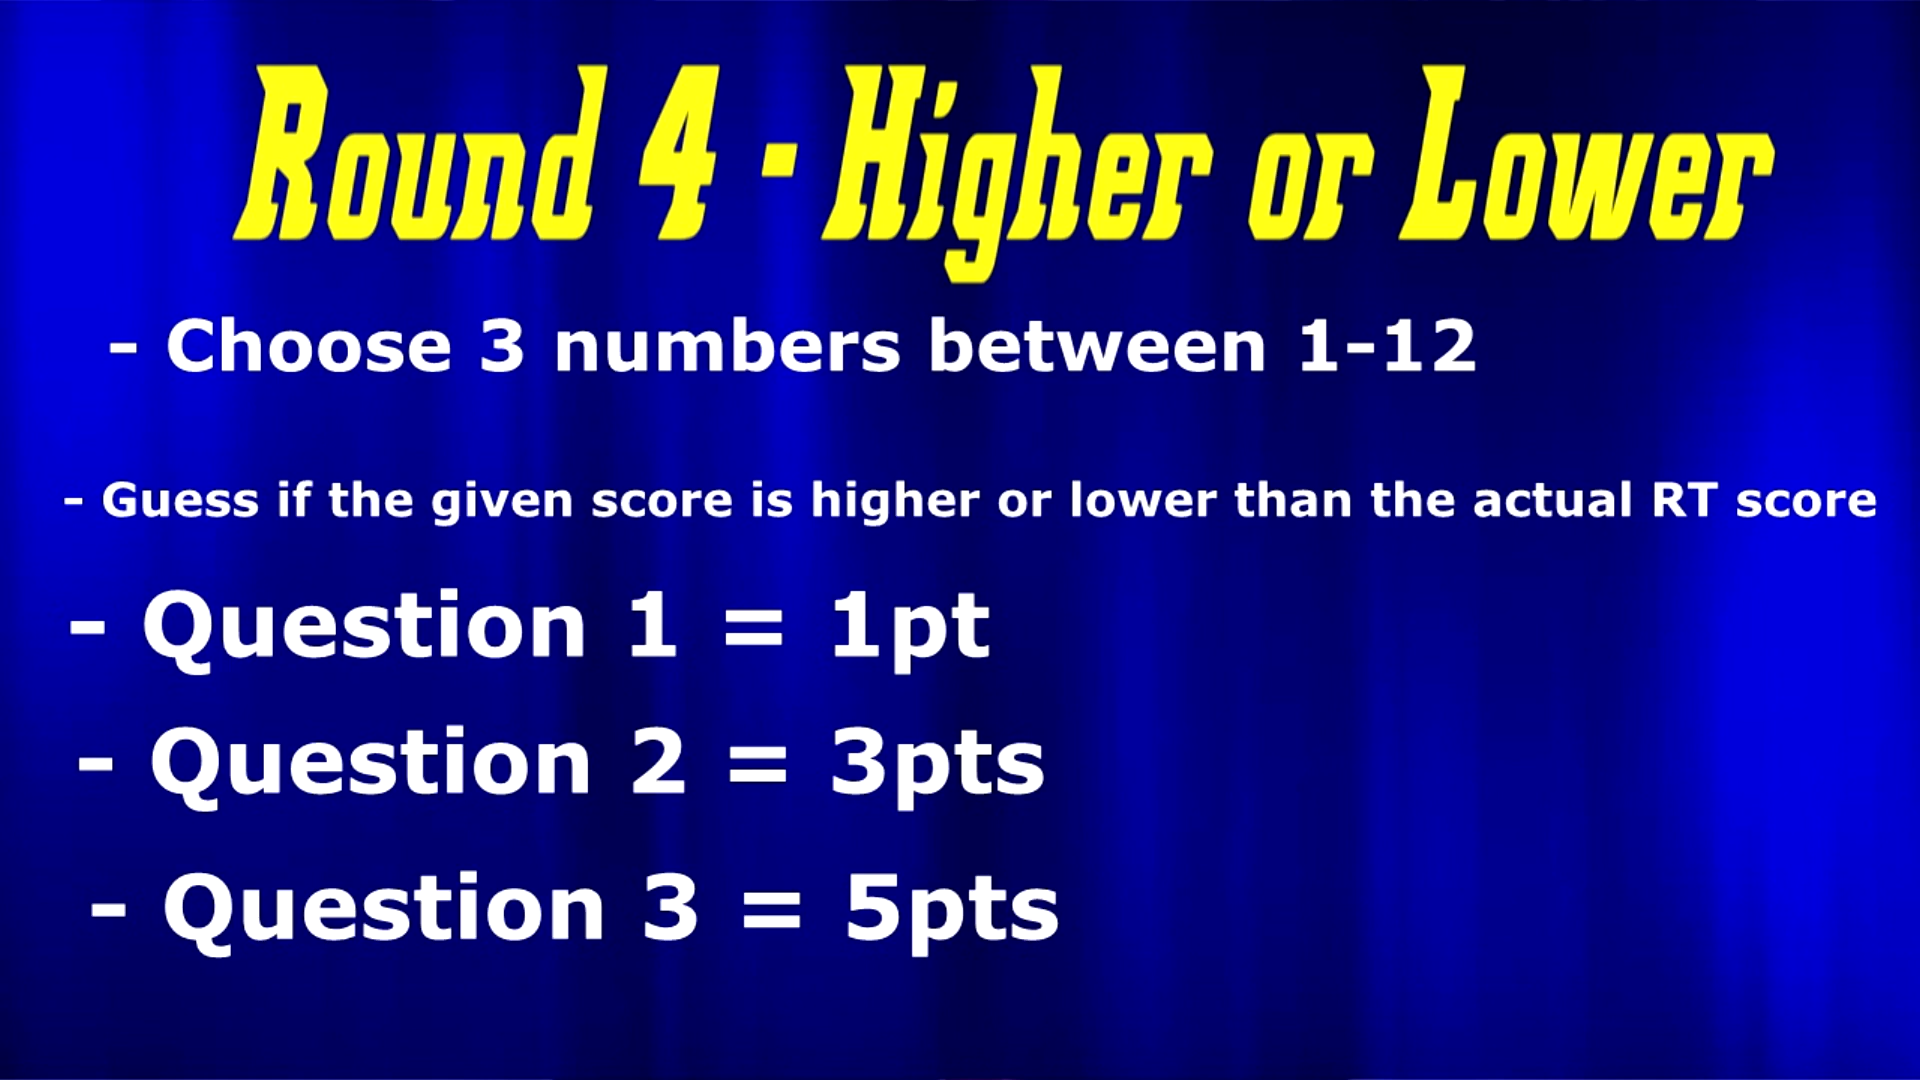 Round 4 - Higher or Lower
- Choose 3 numbers between 1-12
- Guess if the given score is higher or lower than the actual RT score
- Question 1 = 1pt
- Question 2 = 3pts
- Question 3 = 5pts